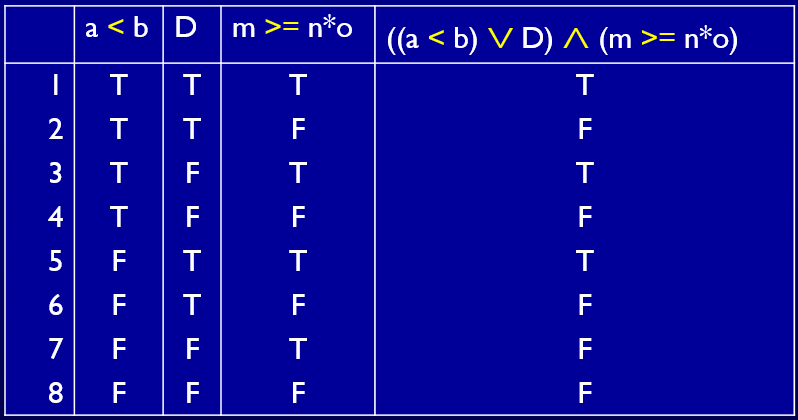 a < b D m >= n*o ((a < b) ∨ D) ∧ (m >= n*o)
1 T T T T
2 T T F F
3 T F T T
4 T F F F
5 F T T T
6 F T F F
7 F F T F
8 F F F F